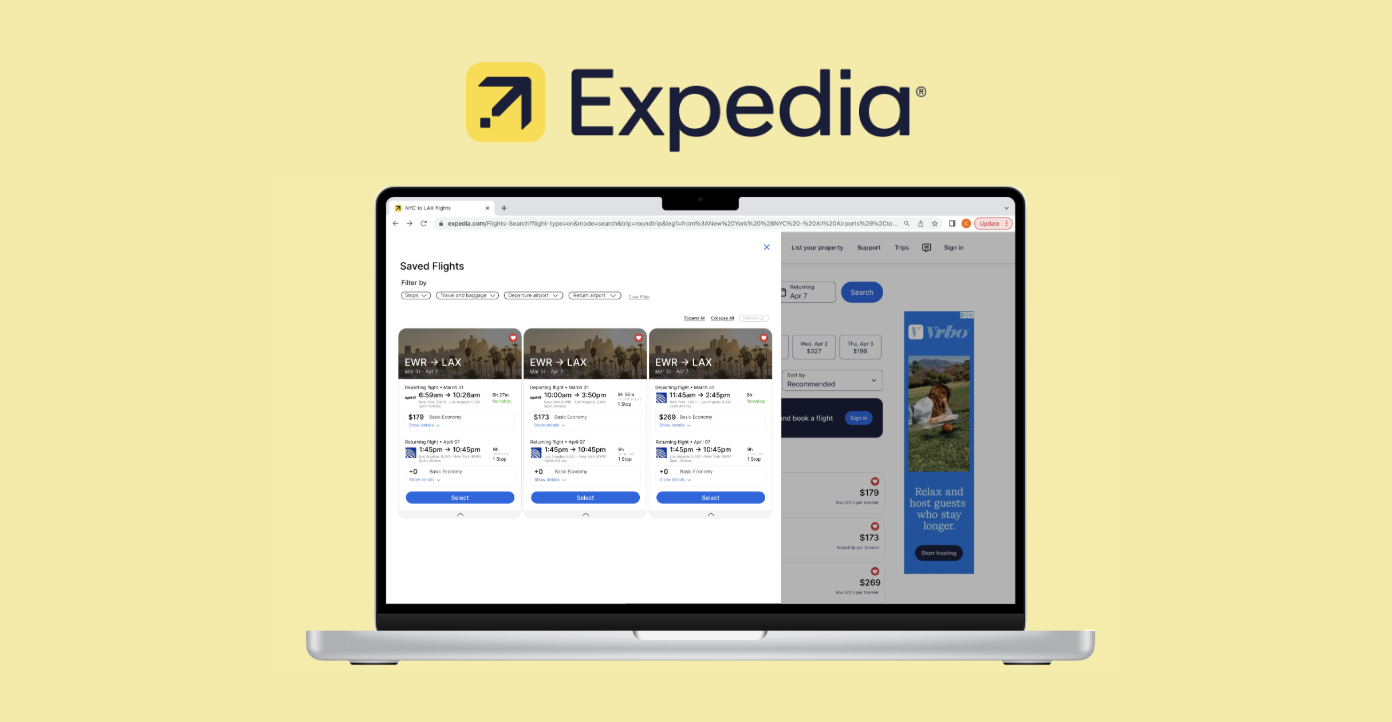 Expedia®
NYC to LAX flights
expedia.com/Flights-Search?flight-type=on&mode=search&trip=roundtrip&leg1=from%3ANew%20York%20%28NYC%20-%20All%20Airports%29%2Cto...
Update
List your property Support Trips Sign in
Saved Flights
Filter by
Stops Travel and baggage Departure airport Return airport Clear Filter
Expand All Collapse All
EWR → LAX
Mar 31 - Apr 7
Departing flight • March 31
6:59am → 10:26am 6h 27m
Nonstop
$179 Basic Economy
Show details
Returning flight • April 07
1:45pm → 10:45pm 9h
1 Stop
+0 Basic Economy
Show details
Select
EWR → LAX
Mar 31 - Apr 7
Departing flight • March 31
10:00am → 3:50pm 8h 50m
1 Stop
$173 Basic Economy
Show details
Returning flight • April 07
1:45pm → 10:45pm 9h
1 Stop
+0 Basic Economy
Show details
Select
EWR → LAX
Mar 31 - Apr 7
Departing flight • March 31
11:45am → 2:45pm 6h
Nonstop
$269 Basic Economy
Show details
Returning flight • April 07
1:45pm → 10:45pm 9h
1 Stop
+0 Basic Economy
Show details
Select
Returning
Apr 7
Search
Wed, Apr 2
$327
Thu, Apr 3
$198
Sort by
Recommended
and book a flight Sign in
$179
Roundtrip per traveler
$173
Roundtrip per traveler
$269
Roundtrip per traveler
Vrbo
Relax and
host guests
who stay
longer.
Start hosting